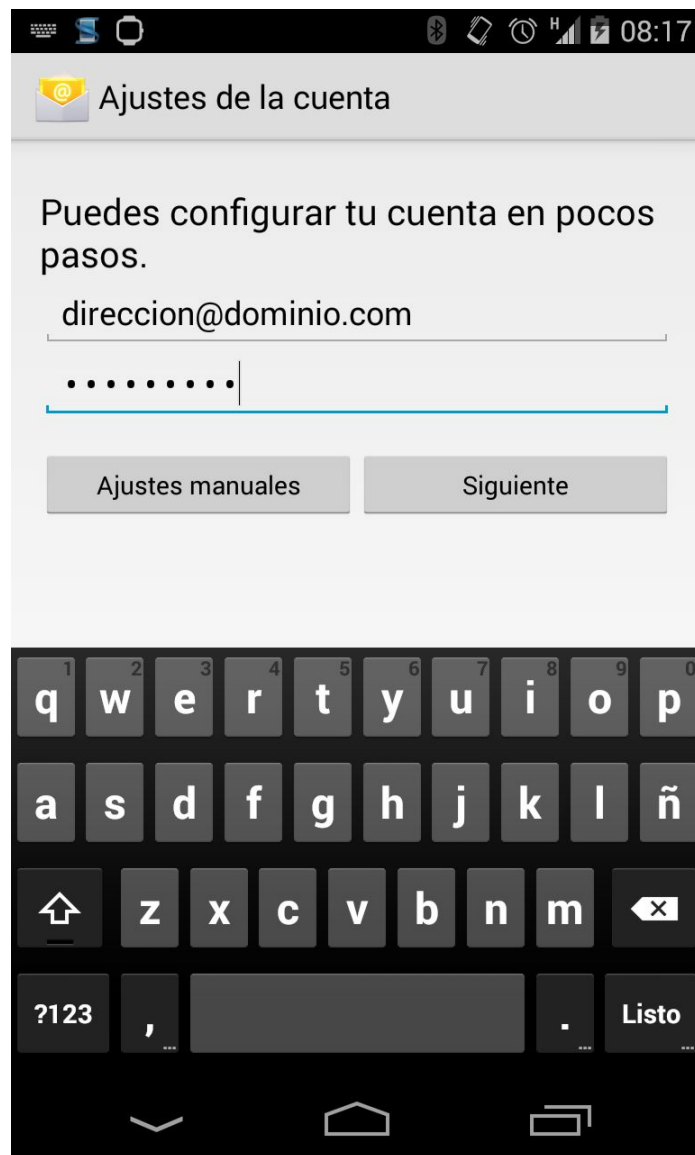 H 08:17
Ajustes de la cuenta
Puedes configurar tu cuenta en pocos
pasos.
direccion@dominio.com
•••••••••
Ajustes manuales Siguiente
1 2 3 4 5 6 7 8 9 0
q w e r t y u i o p
a s d f g h j k l ñ
z x c v b n m
?123 , ... . ... Listo ...